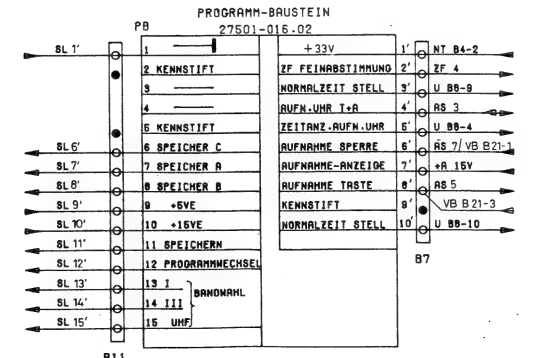 PROGRAMM-BAUSTEIN
PB 27501-016.02
SL 1' 1 +33V 1' NT B4-2
2 KENNSTIFT ZF FEINABSTIMMUNG 2' ZF 4
3 NORMALZEIT STELL 3' U B8-9
4 AUFN.UHR T+A 4' AS 3
5 KENNSTIFT ZEITANZ.AUFN.UHR 5' U B8-4
SL 6' 6 SPEICHER C AUFNAHME SPERRE 6' AS 7/VB B21-1
SL 7' 7 SPEICHER A AUFNAHME-ANZEIGE 7' +A 15V
SL 8' 8 SPEICHER B AUFNAHME TASTE 8' AS 5
SL 9' 9 +5VE KENNSTIFT 9' VB B21-3
SL 10' 10 +15VE NORMALZEIT STELL 10' U B8-10
SL 11' 11 SPEICHERN
SL 12' 12 PROGRAMMWECHSEL B7
SL 13' 13 I
BANDWAHL
SL 14' 14 III
SL 15' 15 UHF
B11